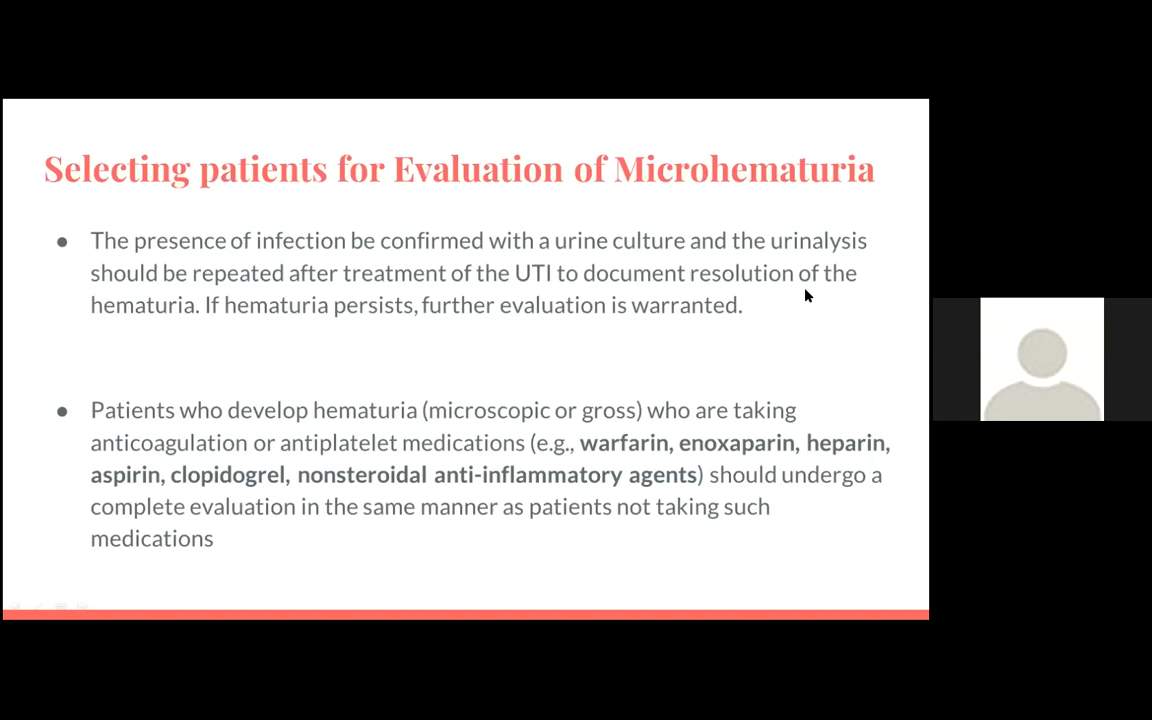 Selecting patients for Evaluation of Microhematuria
● The presence of infection be confirmed with a urine culture and the urinalysis
should be repeated after treatment of the UTI to document resolution of the
hematuria. If hematuria persists, further evaluation is warranted.
● Patients who develop hematuria (microscopic or gross) who are taking
anticoagulation or antiplatelet medications (e.g., warfarin, enoxaparin, heparin,
aspirin, clopidogrel, nonsteroidal anti-inflammatory agents) should undergo a
complete evaluation in the same manner as patients not taking such
medications